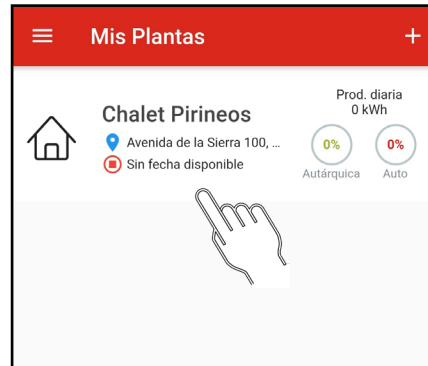 Mis Plantas
Chalet Pirineos
Avenida de la Sierra 100, ...
Sin fecha disponible
Prod. diaria
0 kWh
0% 0%
Autárquica Auto